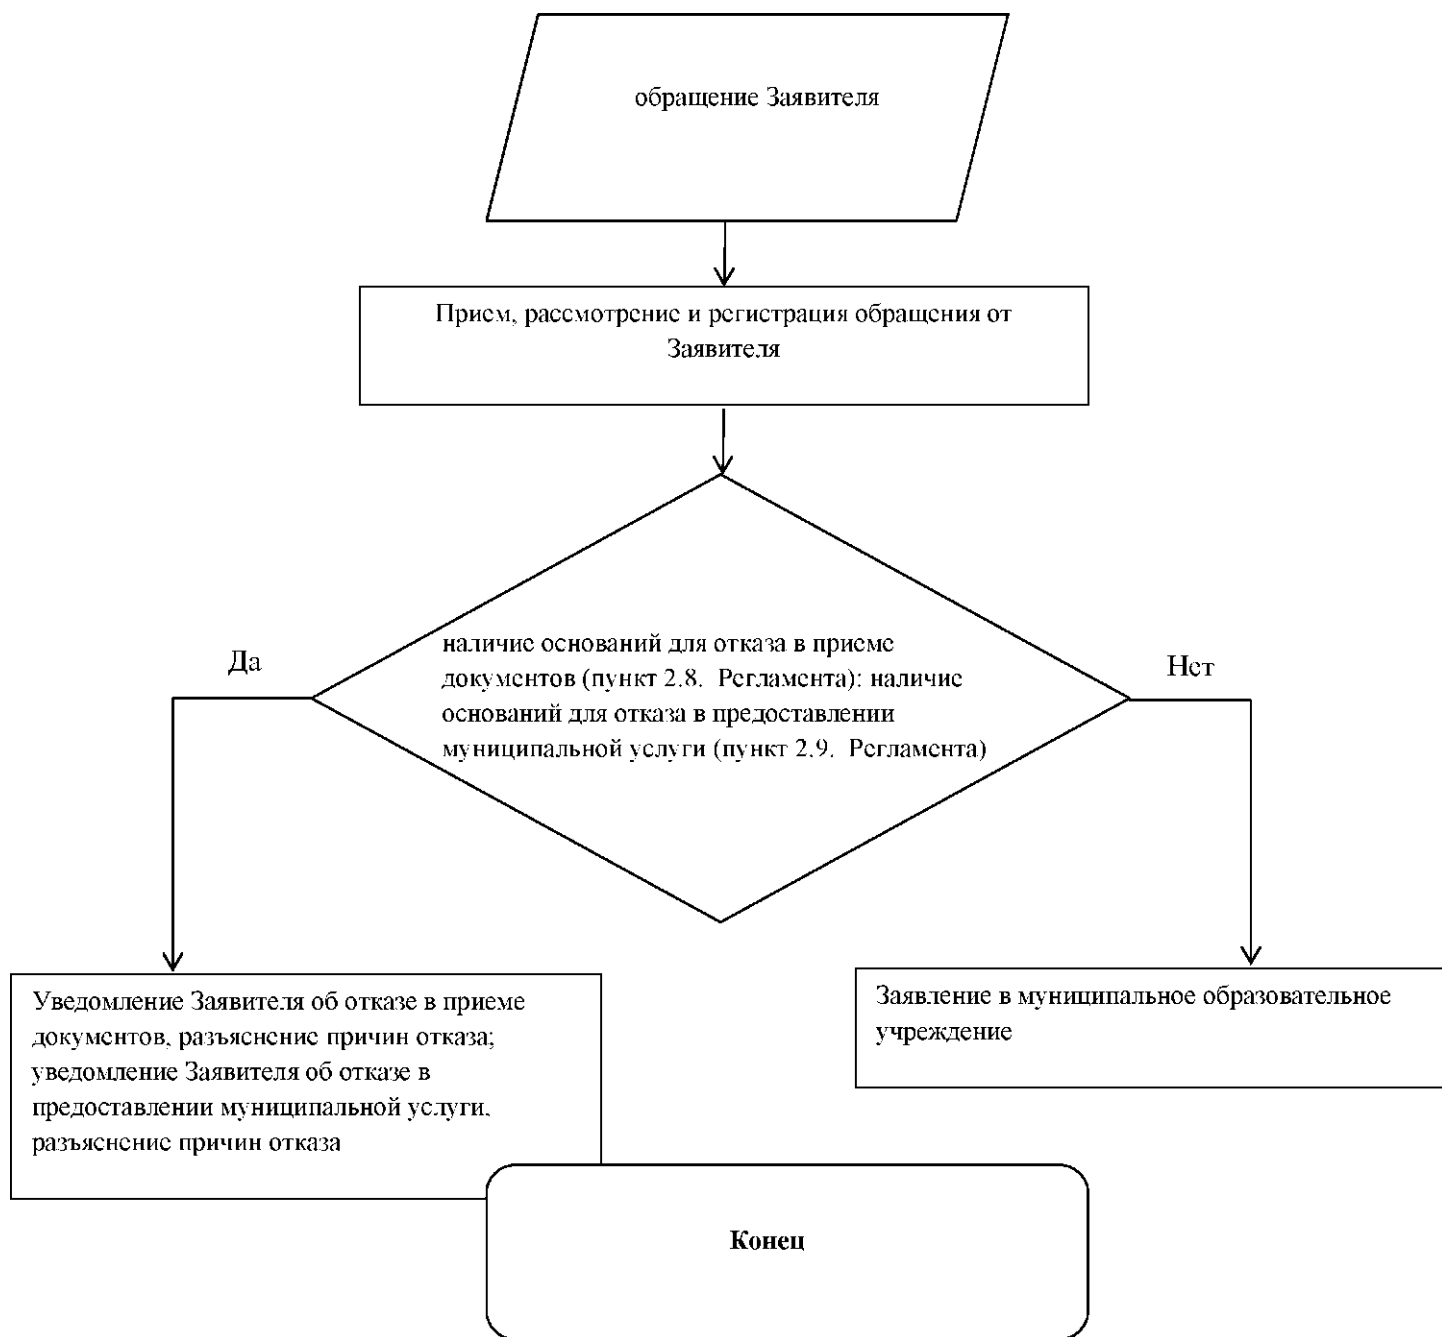 обращение Заявителя
Прием, рассмотрение и регистрация обращения от
Заявителя
наличие оснований для отказа в приеме
документов (пункт 2.8. Регламента): наличие
оснований для отказа в предоставлении
муниципальной услуги (пункт 2.9. Регламента)
Да
Нет
Уведомление Заявителя об отказе в приеме
документов, разъяснение причин отказа;
уведомление Заявителя об отказе в
предоставлении муниципальной услуги,
разъяснение причин отказа
Заявление в муниципальное образовательное
учреждение
Конец